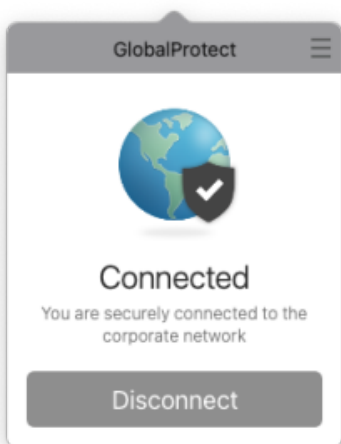 GlobalProtect
Connected
You are securely connected to the
corporate network
Disconnect